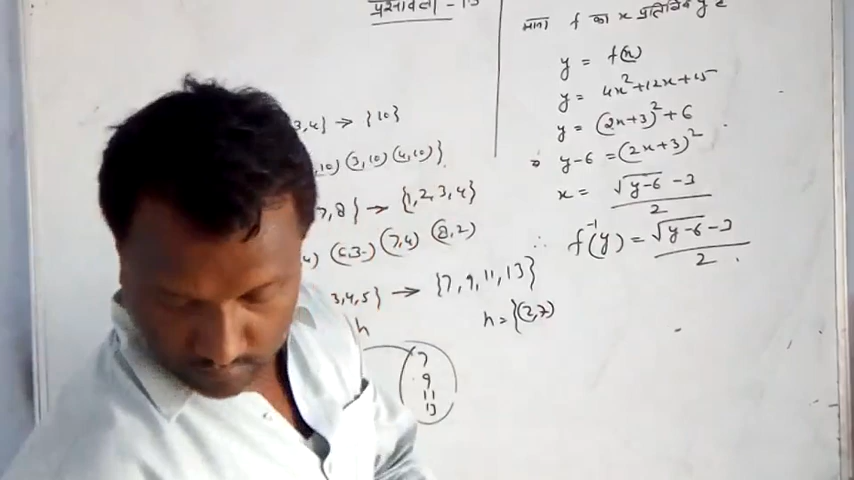 प्रश्नावली - 13
3,4} → {10}
,10) (3,10) (4,10)}
7,8} → {1,2,3,4}
4) (6,3) (7,4) (8,2)
3,4,5} → {7,9,11,13}
h
h = {(2,7)
7
9
11
13
माना f का x प्रतिबिंब y है
y = f(x)
y = 4x²+12x+15
y = (2x+3)²+6
⇒ y-6 = (2x+3)²
x = (√(y-6) -3)/2
∴ f⁻¹(y) = (√(y-6) -3)/2 .